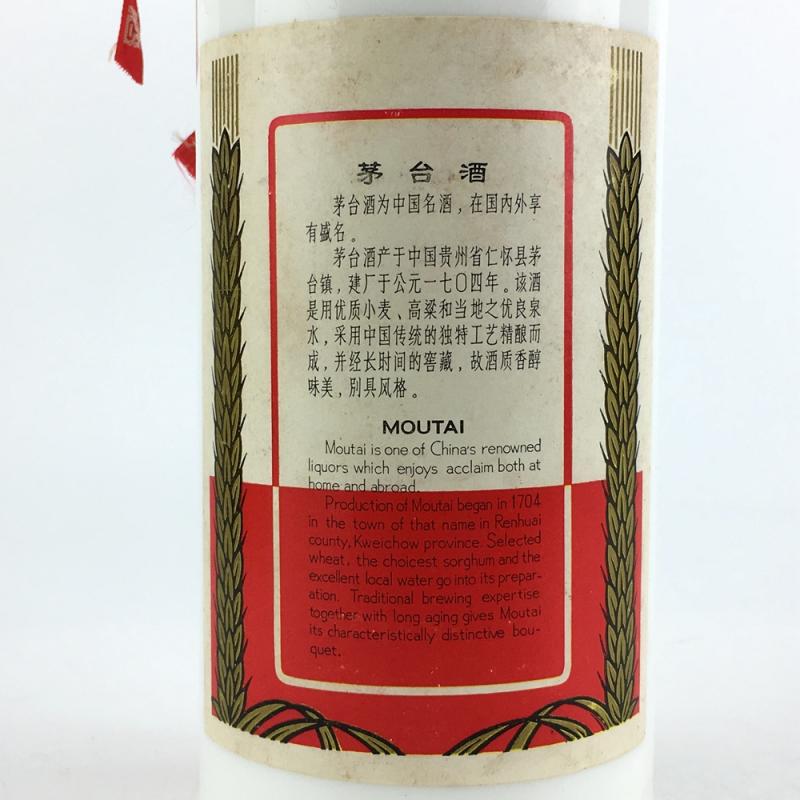 茅台酒
茅台酒为中国名酒，在国内外享
有盛名。
茅台酒产于中国贵州省仁怀县茅
台镇，建厂于公元一七〇四年。该酒
是用优质小麦、高粱和当地之优良泉
水，采用中国传统的独特工艺精酿而
成，并经长时间的窖藏，故酒质香醇
味美，别具风格。
MOUTAI
Moutai is one of China's renowned
liquors which enjoys acclaim both at
home and abroad.
Production of Moutai began in 1704
in the town of that name in Renhuai
county, Kweichow province. Selected
wheat, the choicest sorghum and the
excellent local water go into its prepar-
ation. Traditional brewing expertise
together with long aging gives Moutai
its characteristically distinctive bou-
quet.